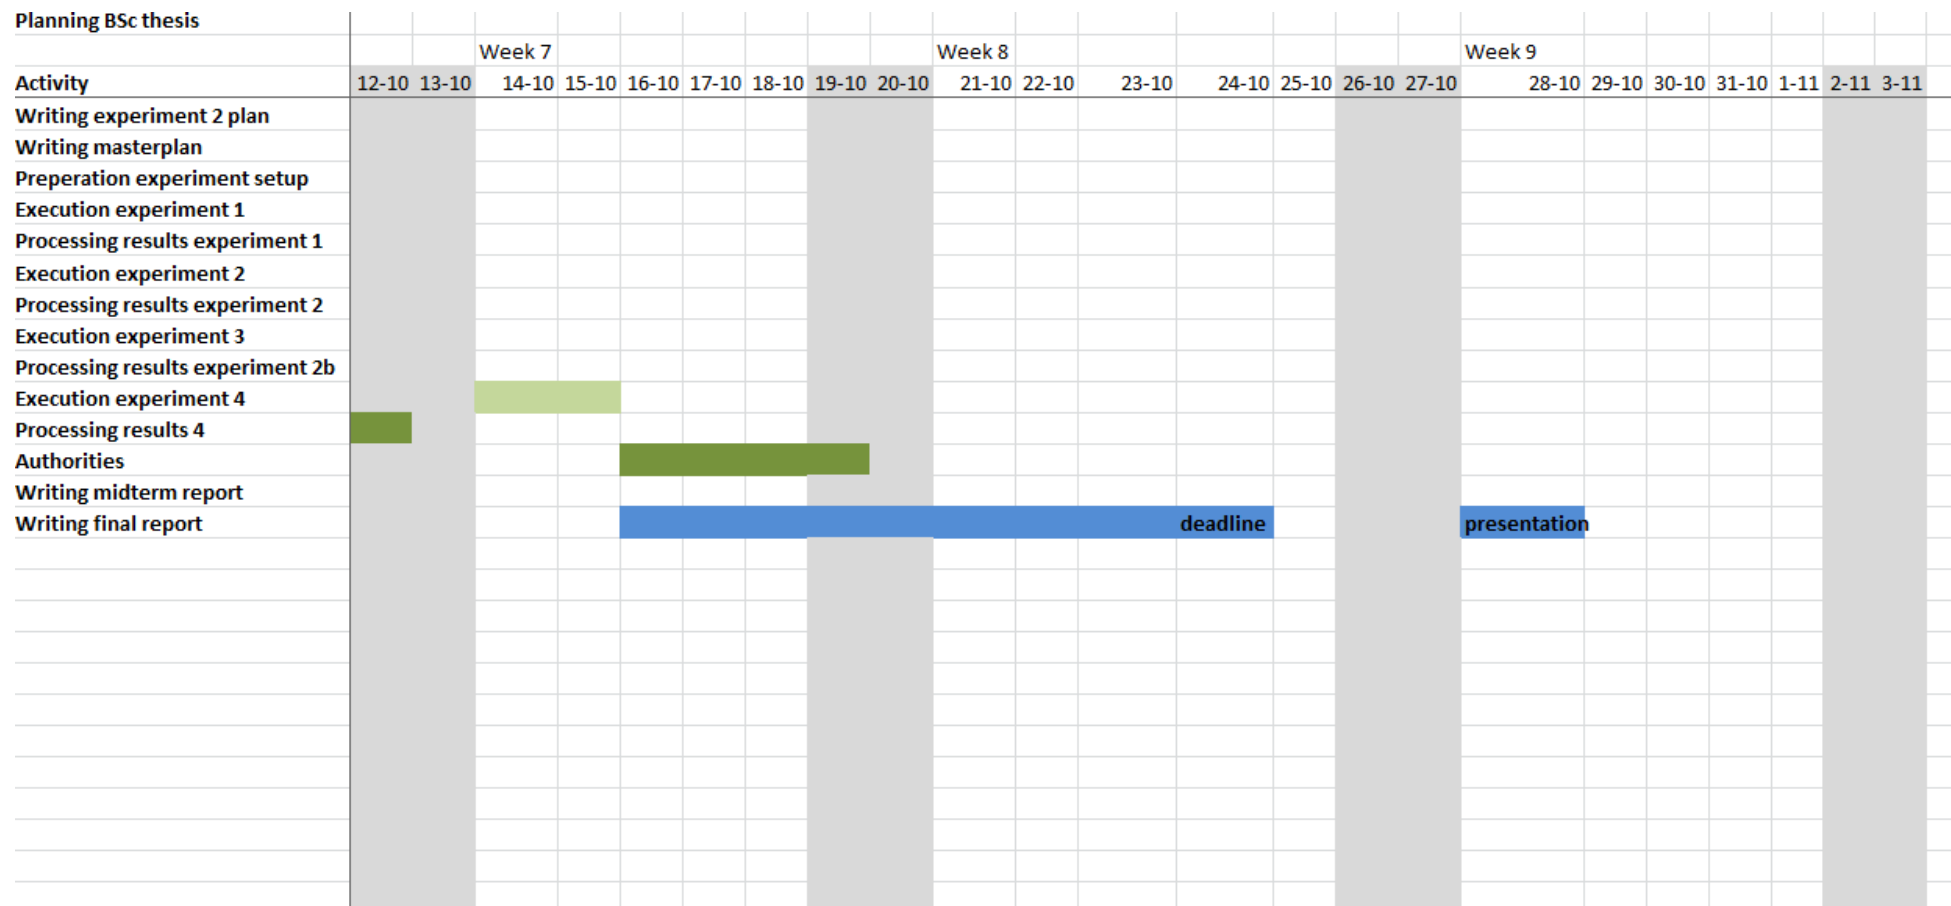 Planning BSc thesis
Week 7 Week 8 Week 9
Activity 12-10 13-10 14-10 15-10 16-10 17-10 18-10 19-10 20-10 21-10 22-10 23-10 24-10 25-10 26-10 27-10 28-10 29-10 30-10 31-10 1-11 2-11 3-11
Writing experiment 2 plan
Writing masterplan
Preperation experiment setup
Execution experiment 1
Processing results experiment 1
Execution experiment 2
Processing results experiment 2
Execution experiment 3
Processing results experiment 2b
Execution experiment 4
Processing results 4
Authorities
Writing midterm report
Writing final report deadline presentation